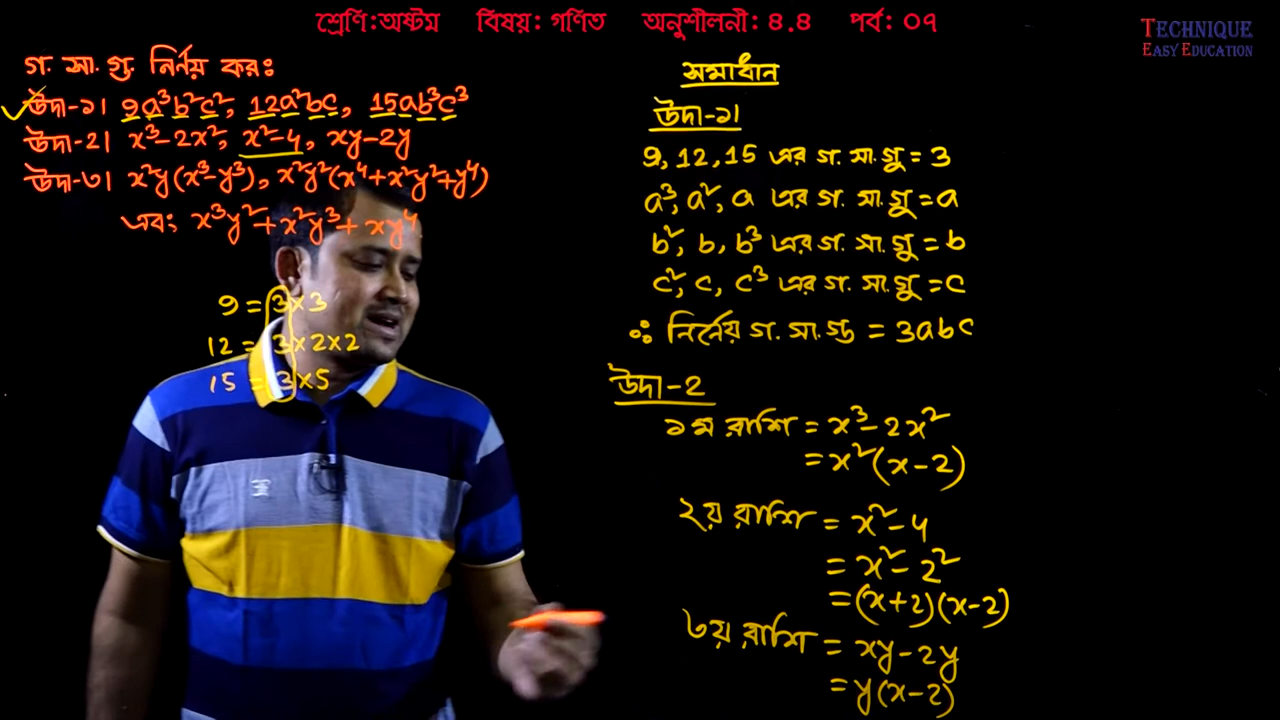 শ্রেণি:অষ্টম বিষয়: গণিত অনুশীলনী: ৪.৪ পর্ব: ০৭
TECHNIQUE
EASY EDUCATION
গ. সা. গু. নির্নয় করঃ
উদা-১। 9a³b²c², 12a²bc, 15ab³c³
উদা-2। x³-2x², x²-4, xy-2y
উদা-৩। x²y(x³-y³), x²y²(x⁴+x²y²+y⁴)
এবং x³y²+x²y³+xy⁴
9 = 3×3
12 = 3×2×2
15 = 3×5
সমাধান
উদা-১।
9, 12, 15 এর গ. সা. গু = 3
a³, a², a এর গ. সা. গু = a
b², b, b³ এর গ. সা. গু = b
c², c, c³ এর গ. সা. গু = c
∴ নির্নেয় গ. সা. গু = 3abc
উদা-2
১ম রাশি = x³-2x²
= x²(x-2)
২য় রাশি = x²-4
= x²-2²
= (x+2)(x-2)
৩য় রাশি = xy-2y
= y(x-2)